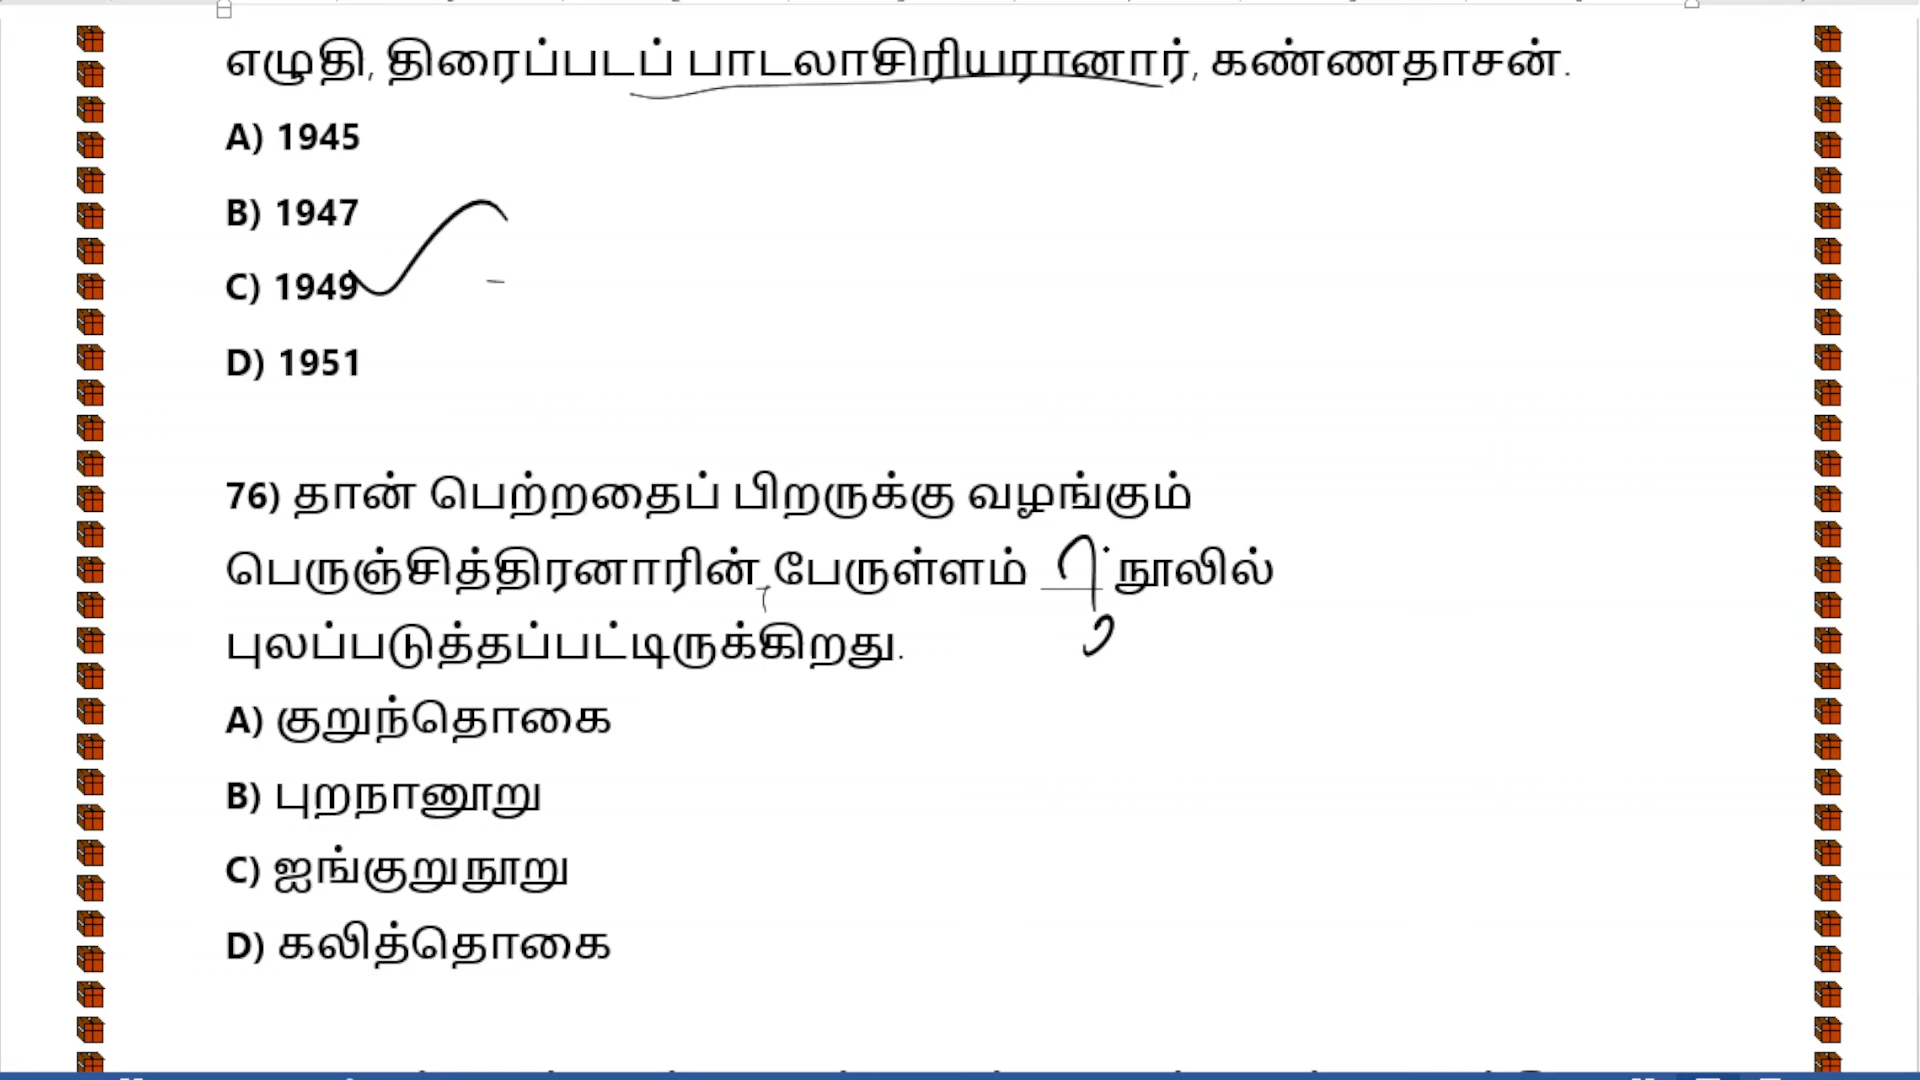 எழுதி, திரைப்படப் பாடலாசிரியரானார், கண்ணதாசன்.
A) 1945
B) 1947
C) 1949
D) 1951
76) தான் பெற்றதைப் பிறருக்கு வழங்கும்
பெருஞ்சித்திரனாரின் பேருள்ளம் ____ நூலில்
புலப்படுத்தப்பட்டிருக்கிறது.
A) குறுந்தொகை
B) புறநானூறு
C) ஐங்குறுநூறு
D) கலித்தொகை